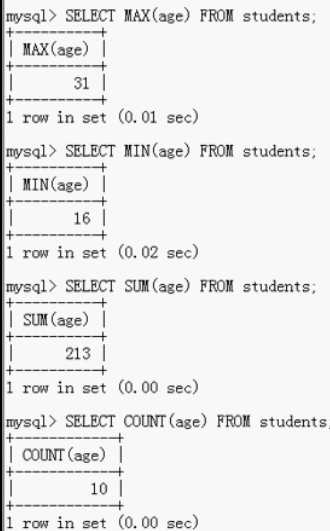 mysql> SELECT MAX(age) FROM students;
+----------+
| MAX(age) |
+----------+
|       31 |
+----------+
1 row in set (0.01 sec)
mysql> SELECT MIN(age) FROM students;
+----------+
| MIN(age) |
+----------+
|       16 |
+----------+
1 row in set (0.02 sec)
mysql> SELECT SUM(age) FROM students;
+----------+
| SUM(age) |
+----------+
|      213 |
+----------+
1 row in set (0.00 sec)
mysql> SELECT COUNT(age) FROM students;
+------------+
| COUNT(age) |
+------------+
|         10 |
+------------+
1 row in set (0.00 sec)